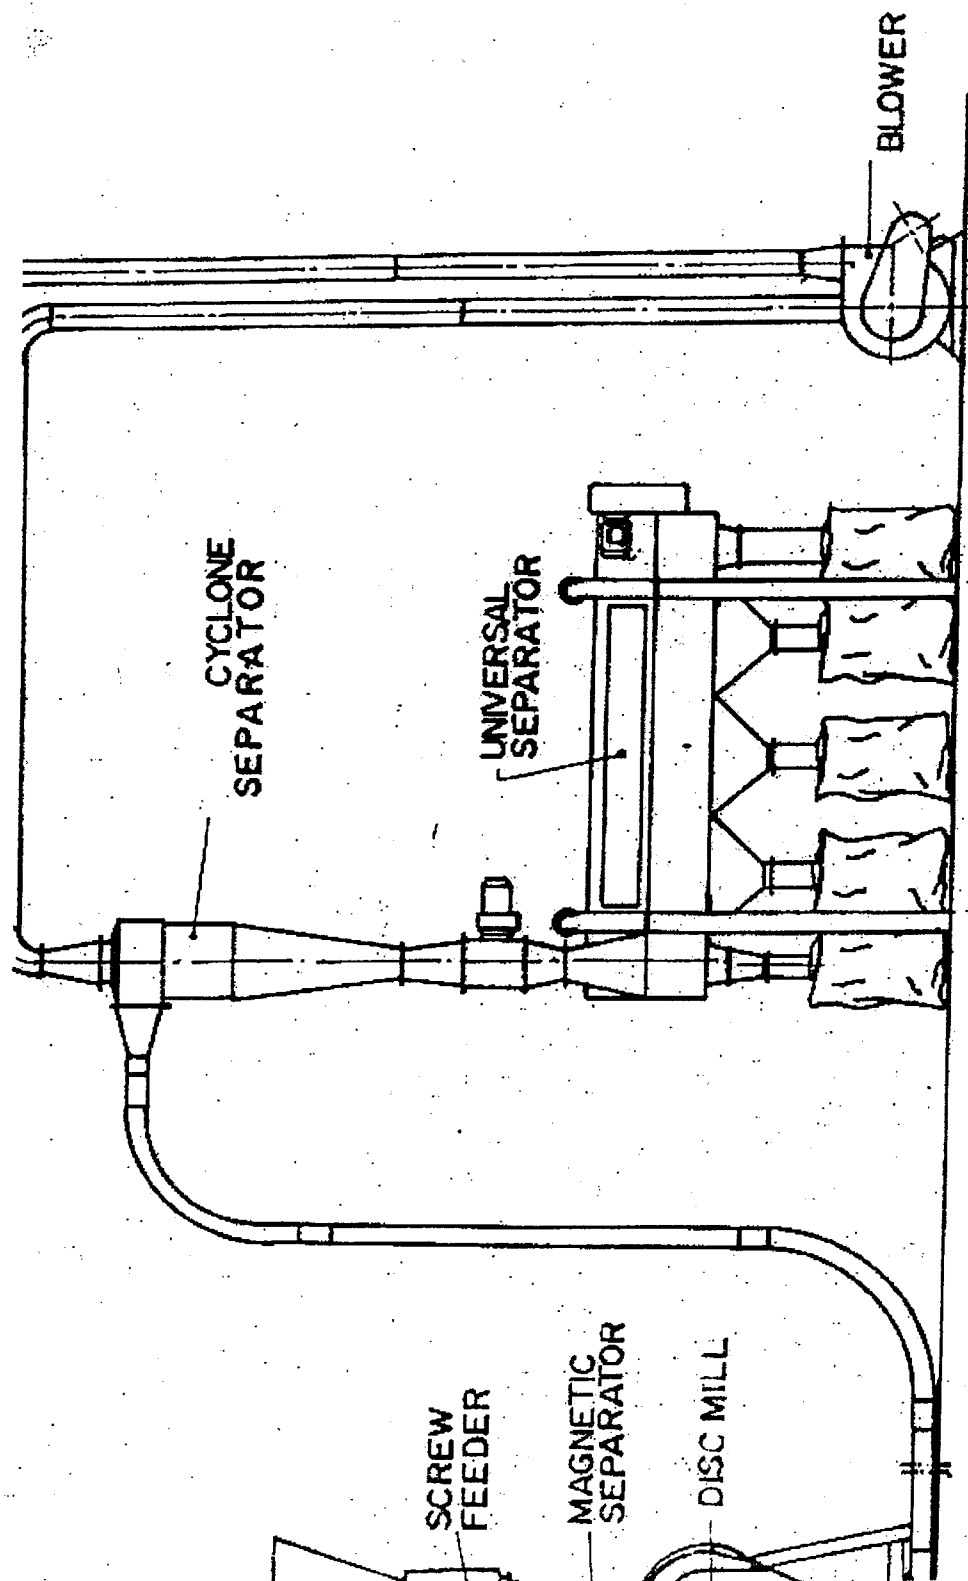 SCREW
FEEDER
MAGNETIC
SEPARATOR
DISC MILL
CYCLONE
SEPARATOR
UNIVERSAL
SEPARATOR
BLOWER